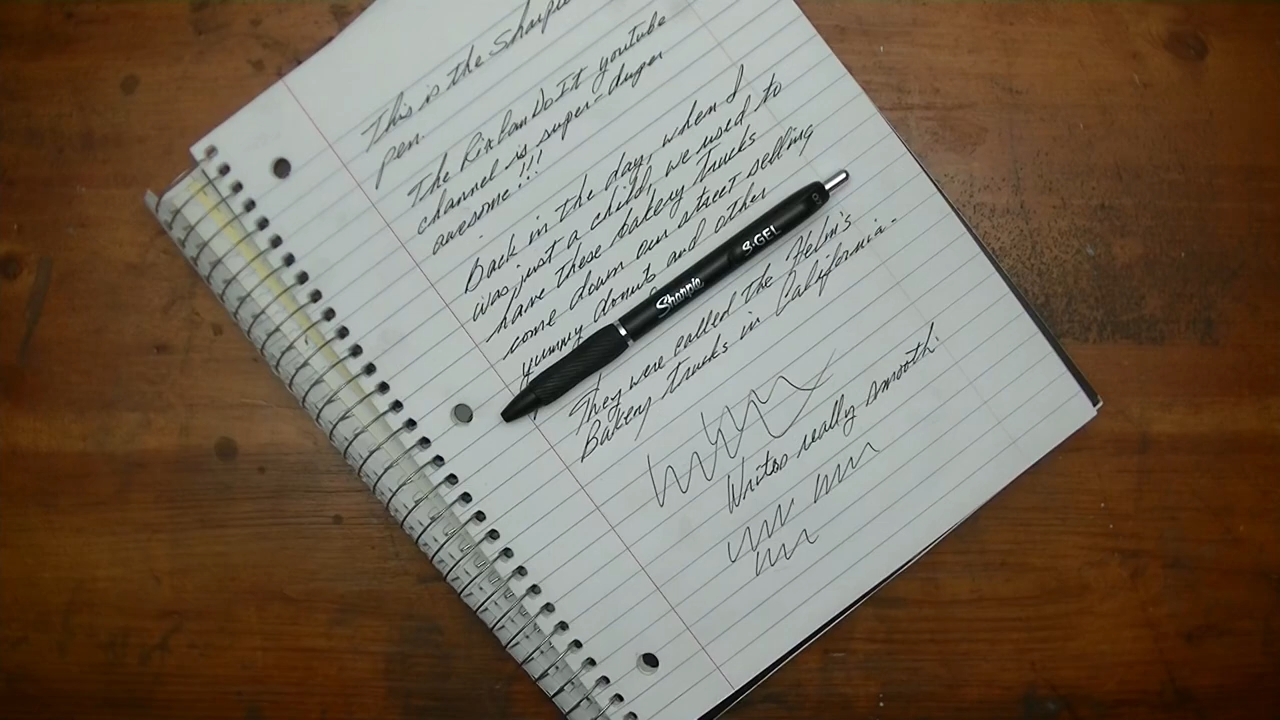 This is the Sharpie
pen.
The RixCanDoIt youtube
channel is super-duper
awesome!!!
Back in the day, when I
was just a child, we used to
have these bakery trucks
come down our street selling
yummy donuts and other
They were called the Helm's
Bakery trucks in California.
Writes really smooth.
Sharpie
S·GEL